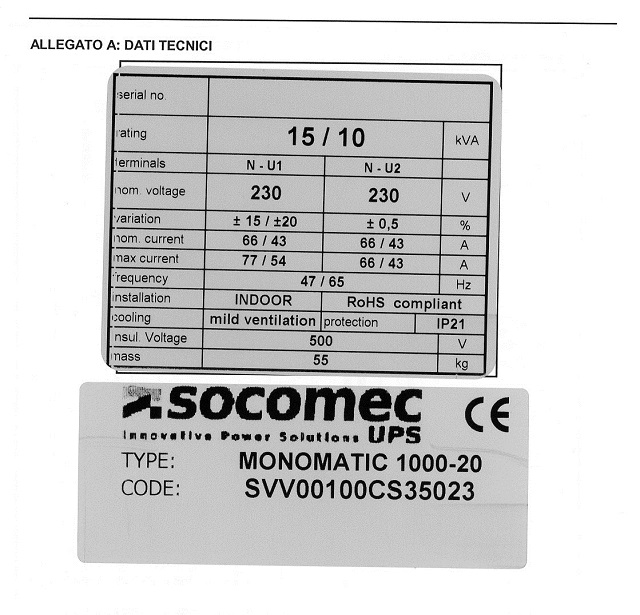 ALLEGATO A: DATI TECNICI
serial no.
rating 15 / 10 kVA
terminals N - U1 N - U2
nom. voltage 230 230 V
variation ± 15 / ±20 ± 0,5 %
nom. current 66 / 43 66 / 43 A
max current 77 / 54 66 / 43 A
frequency 47 / 65 Hz
installation INDOOR RoHS compliant
cooling mild ventilation protection IP21
insul. Voltage 500 V
mass 55 kg
socomec CE
Innovative Power Solutions UPS
TYPE: MONOMATIC 1000-20
CODE: SVV00100CS35023